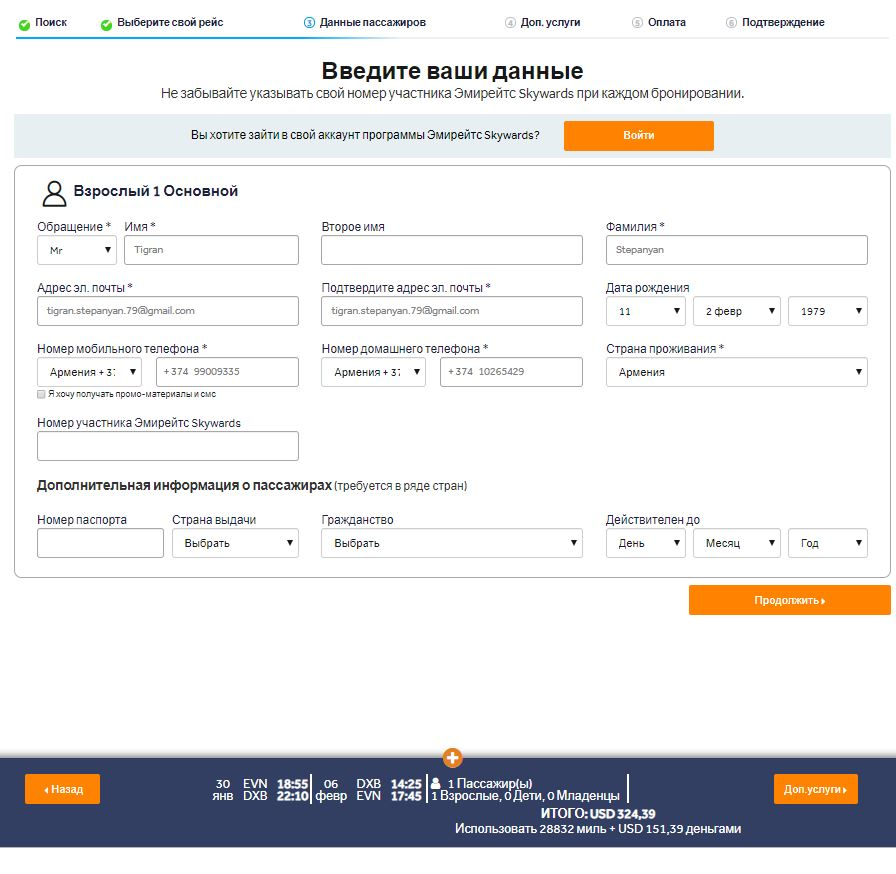 Поиск Выберите свой рейс 3 Данные пассажиров 4 Доп. услуги 5 Оплата 6 Подтверждение
Введите ваши данные
Не забывайте указывать свой номер участника Эмирейтс Skywards при каждом бронировании.
Вы хотите зайти в свой аккаунт программы Эмирейтс Skywards? Войти
Взрослый 1 Основной
Обращение * Имя * Второе имя Фамилия *
Mr Tigran Stepanyan
Адрес эл. почты * Подтвердите адрес эл. почты * Дата рождения
tigran.stepanyan.79@gmail.com tigran.stepanyan.79@gmail.com 11 2 февр 1979
Номер мобильного телефона * Номер домашнего телефона * Страна проживания *
Армения + 37 +374 99009335 Армения + 37 +374 10265429 Армения
Я хочу получать промо-материалы и смс
Номер участника Эмирейтс Skywards
Дополнительная информация о пассажирах (требуется в ряде стран)
Номер паспорта Страна выдачи Гражданство Действителен до
Выбрать Выбрать День Месяц Год
Продолжить
Назад 30 EVN 18:55 06 DXB 14:25 1 Пассажир(ы) Доп.услуги
янв DXB 22:10 февр EVN 17:45 1 Взрослые, 0 Дети, 0 Младенцы
ИТОГО: USD 324,39
Использовать 28832 миль + USD 151,39 деньгами